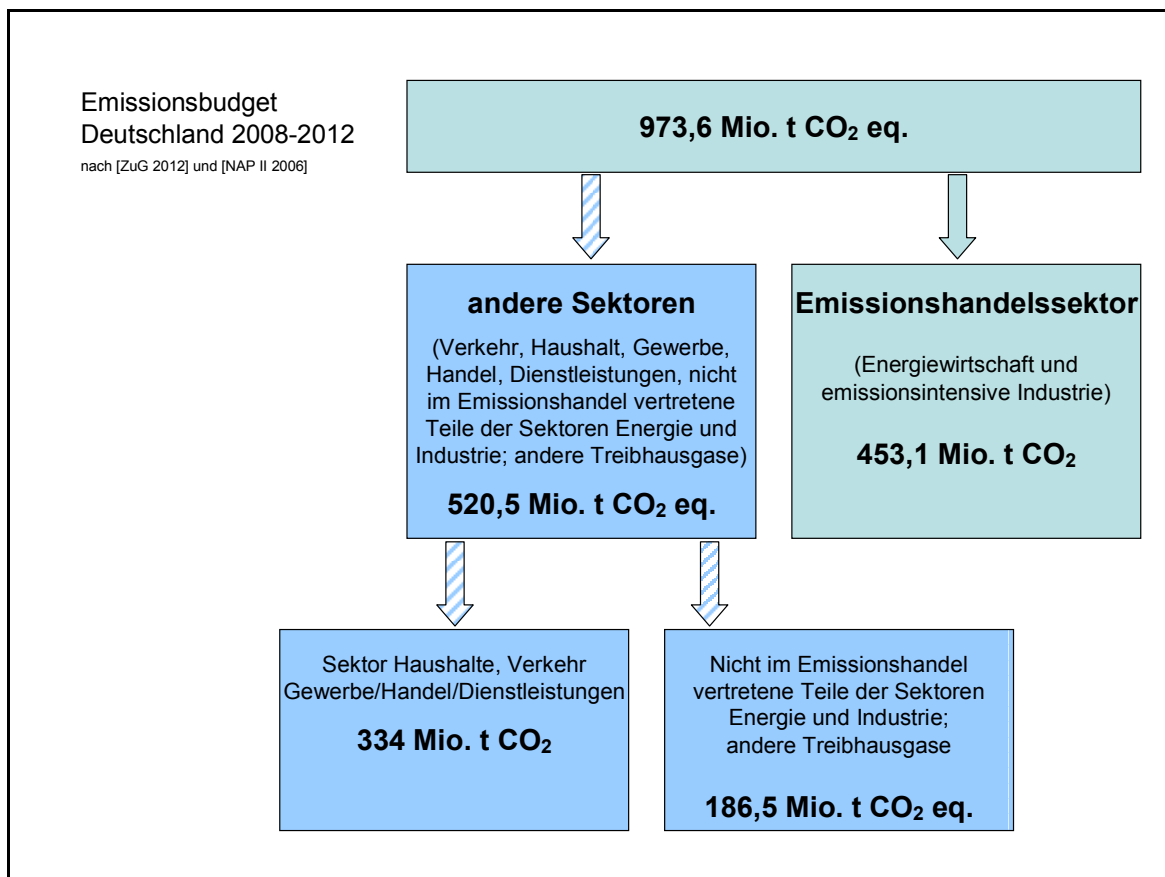 Emissionsbudget
Deutschland 2008-2012
nach [ZuG 2012] und [NAP II 2006]
973,6 Mio. t CO₂ eq.
andere Sektoren
(Verkehr, Haushalt, Gewerbe,
Handel, Dienstleistungen, nicht
im Emissionshandel vertretene
Teile der Sektoren Energie und
Industrie; andere Treibhausgase)
520,5 Mio. t CO₂ eq.
Emissionshandelssektor
(Energiewirtschaft und
emissionsintensive Industrie)
453,1 Mio. t CO₂
Sektor Haushalte, Verkehr
Gewerbe/Handel/Dienstleistungen
334 Mio. t CO₂
Nicht im Emissionshandel
vertretene Teile der Sektoren
Energie und Industrie;
andere Treibhausgase
186,5 Mio. t CO₂ eq.